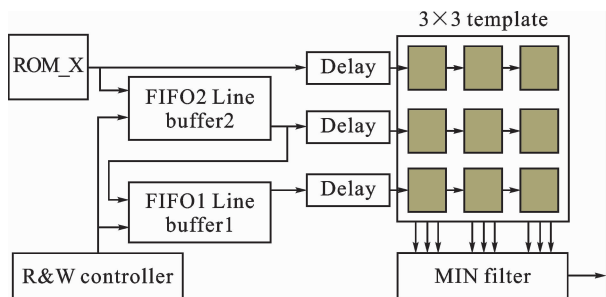 3×3 template
ROM_X
Delay
FIFO2 Line
buffer2
Delay
FIFO1 Line
buffer1
Delay
R&W controller
MIN filter